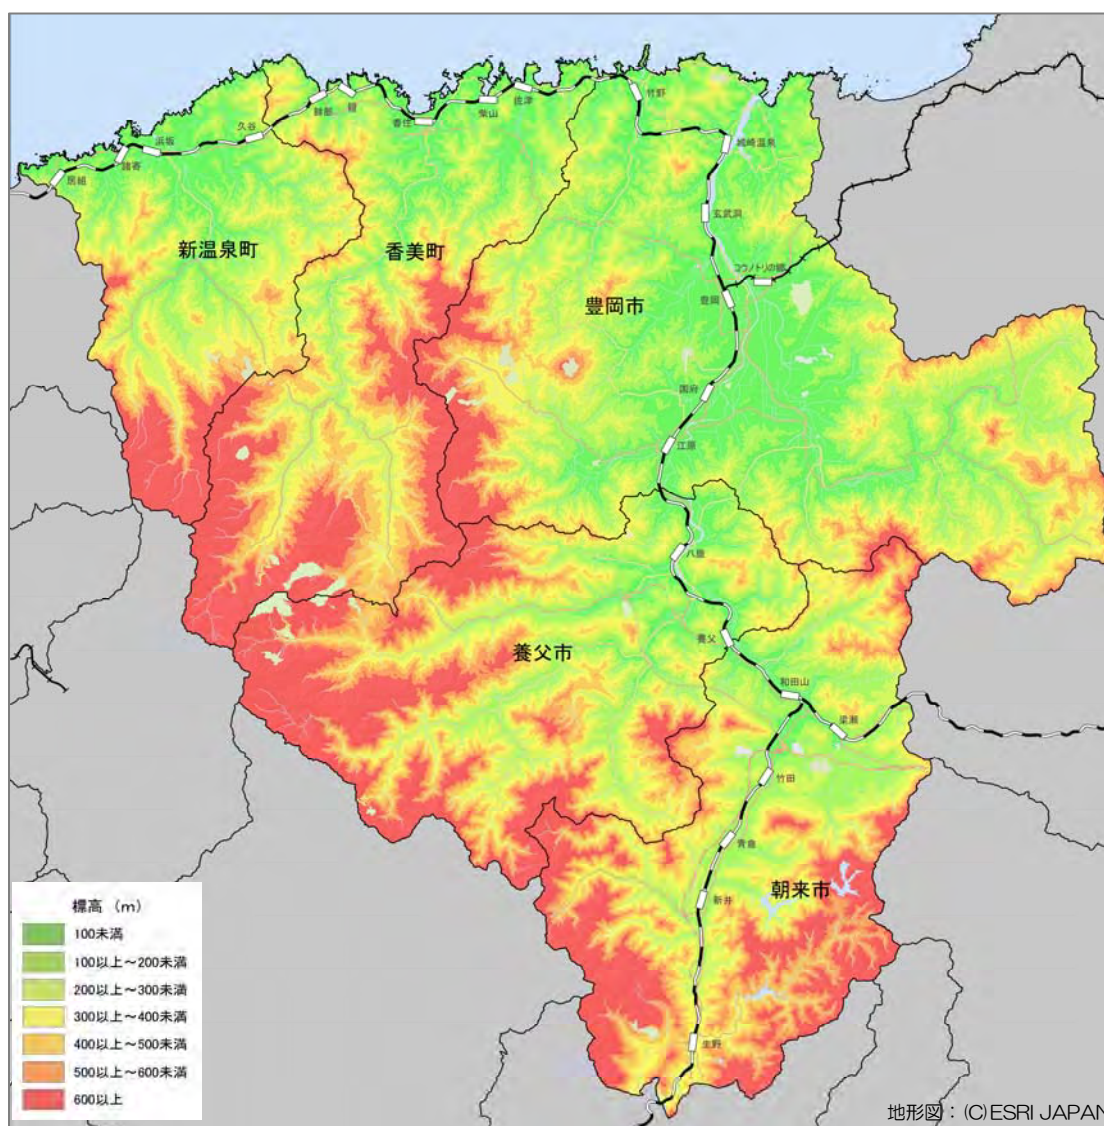 竹野
佐津
柴山
香住
鎧
餘部
久谷
浜坂
諸寄
居組
城崎温泉
玄武洞
新温泉町
香美町
コウノトリの郷
豊岡
豊岡市
国府
江原
八鹿
養父
養父市
和田山
梁瀬
竹田
青倉
朝来市
新井
生野
標高 (m)
100未満
100以上~200未満
200以上~300未満
300以上~400未満
400以上~500未満
500以上~600未満
600以上
地形図:(C)ESRI JAPAN